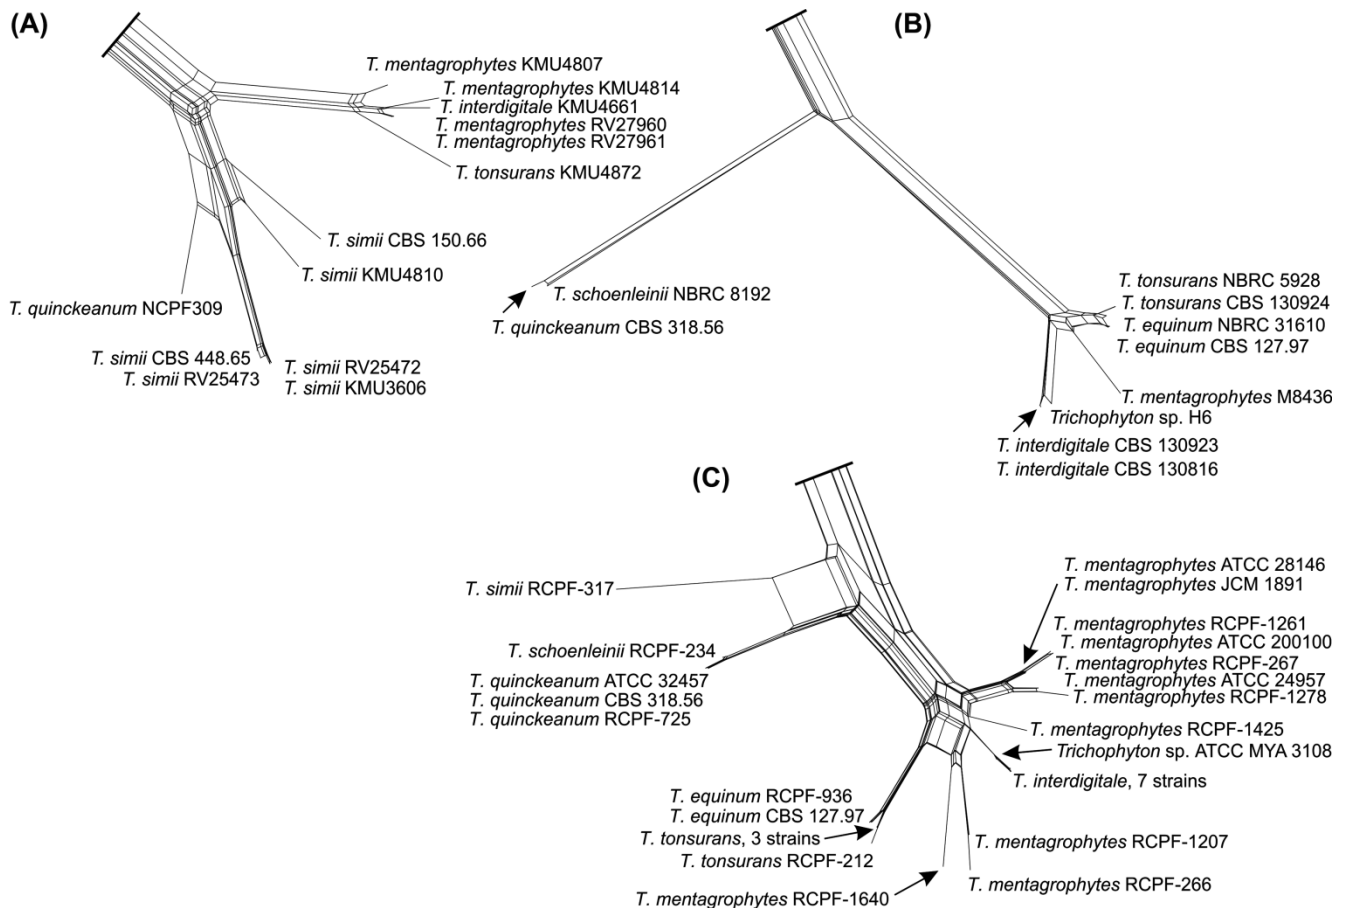 (A)
T. mentagrophytes KMU4807
T. mentagrophytes KMU4814
T. interdigitale KMU4661
T. mentagrophytes RV27960
T. mentagrophytes RV27961
T. tonsurans KMU4872
T. simii CBS 150.66
T. simii KMU4810
T. quinckeanum NCPF309
T. simii CBS 448.65
T. simii RV25473
T. simii RV25472
T. simii KMU3606
(B)
T. schoenleinii NBRC 8192
T. quinckeanum CBS 318.56
T. tonsurans NBRC 5928
T. tonsurans CBS 130924
T. equinum NBRC 31610
T. equinum CBS 127.97
T. mentagrophytes M8436
Trichophyton sp. H6
T. interdigitale CBS 130923
T. interdigitale CBS 130816
(C)
T. simii RCPF-317
T. schoenleinii RCPF-234
T. quinckeanum ATCC 32457
T. quinckeanum CBS 318.56
T. quinckeanum RCPF-725
T. mentagrophytes ATCC 28146
T. mentagrophytes JCM 1891
T. mentagrophytes RCPF-1261
T. mentagrophytes ATCC 200100
T. mentagrophytes RCPF-267
T. mentagrophytes ATCC 24957
T. mentagrophytes RCPF-1278
T. mentagrophytes RCPF-1425
Trichophyton sp. ATCC MYA 3108
T. interdigitale, 7 strains
T. equinum RCPF-936
T. equinum CBS 127.97
T. tonsurans, 3 strains
T. tonsurans RCPF-212
T. mentagrophytes RCPF-1207
T. mentagrophytes RCPF-266
T. mentagrophytes RCPF-1640